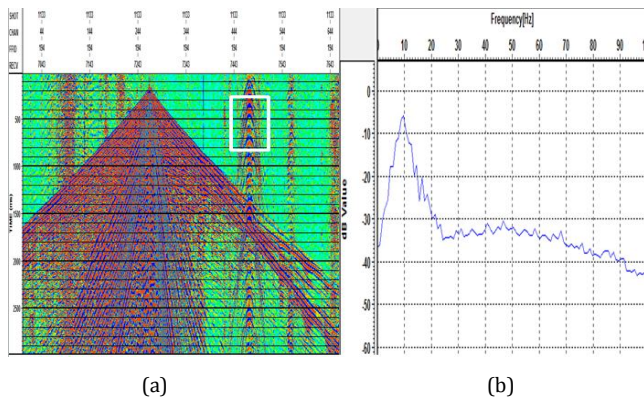 SHOT 1133 1133 1133 1133 1133 1133 1133
CHAN 44 144 244 344 444 544 644
FFID 194 194 194 194 194 194 194
RECV 7043 7143 7243 7343 7443 7543 7643
TIME (ms)
500
1000
1500
2000
2500
Frequency[Hz]
0 10 20 30 40 50 60 70 80 90
dB Value
0
-10
-20
-30
-40
-50
-60
(a)
(b)